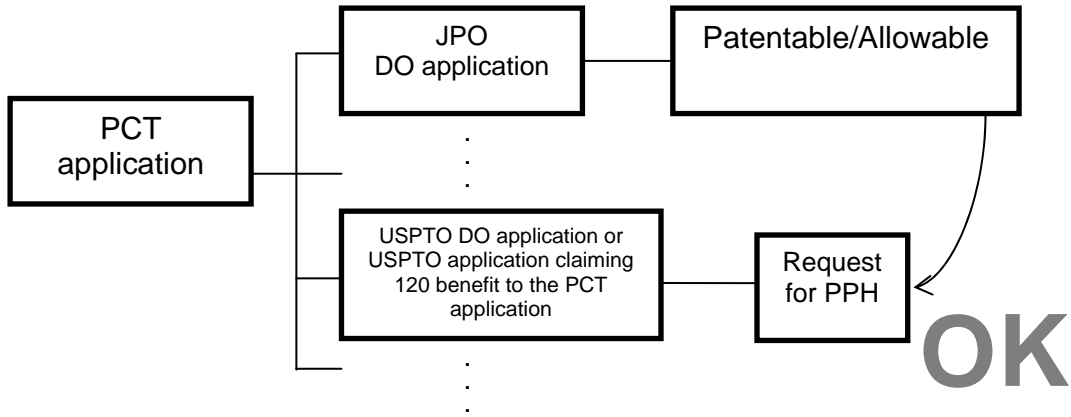 JPO
DO application
Patentable/Allowable
PCT
application
USPTO DO application or
USPTO application claiming
120 benefit to the PCT
application
Request
for PPH
OK